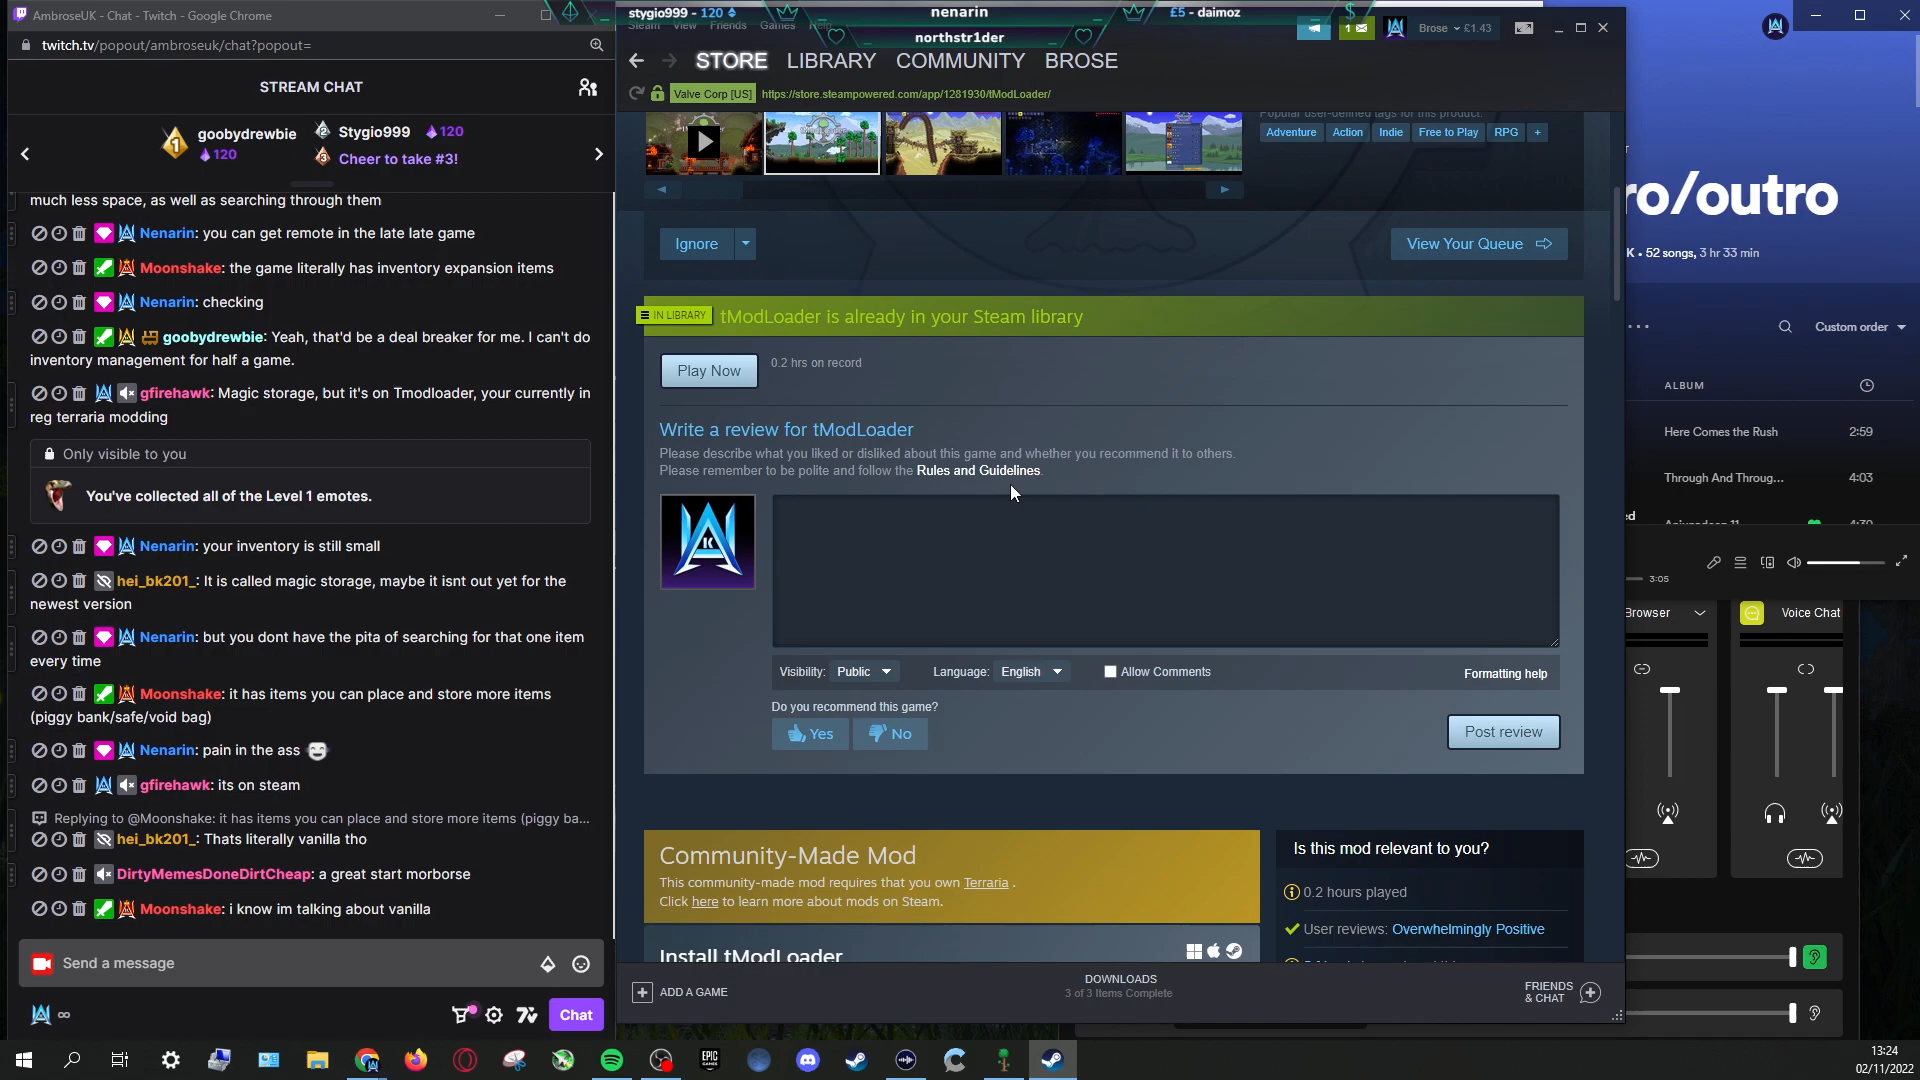 AmbroseUK - Chat - Twitch - Google Chrome
twitch.tv/popout/ambroseuk/chat?popout=
STREAM CHAT
goobydrewbie
120
Stygio999 120
Cheer to take #3!
much less space, as well as searching through them
Nenarin: you can get remote in the late late game
Moonshake: the game literally has inventory expansion items
Nenarin: checking
goobydrewbie: Yeah, that'd be a deal breaker for me. I can't do
inventory management for half a game.
gfirehawk: Magic storage, but it's on Tmodloader, your currently in
reg terraria modding
Only visible to you
You've collected all of the Level 1 emotes.
Nenarin: your inventory is still small
hei_bk201_: It is called magic storage, maybe it isnt out yet for the
newest version
Nenarin: but you dont have the pita of searching for that one item
every time
Moonshake: it has items you can place and store more items
(piggy bank/safe/void bag)
Nenarin: pain in the ass
gfirehawk: its on steam
Replying to @Moonshake: it has items you can place and store more items (piggy ba...
hei_bk201_: Thats literally vanilla tho
DirtyMemesDoneDirtCheap: a great start morborse
Moonshake: i know im talking about vanilla
Send a message
Chat
stygio999 - 120
nenarin
£5 - daimoz
northstr1der
Steam View Friends Games Help
1
Brose £1.43
STORE LIBRARY COMMUNITY BROSE
Valve Corp [US] https://store.steampowered.com/app/1281930/tModLoader/
Popular user-defined tags for this product:
Adventure Action Indie Free to Play RPG +
Ignore
View Your Queue
IN LIBRARY tModLoader is already in your Steam library
Play Now
0.2 hrs on record
Write a review for tModLoader
Please describe what you liked or disliked about this game and whether you recommend it to others.
Please remember to be polite and follow the Rules and Guidelines.
Visibility: Public Language: English Allow Comments Formatting help
Do you recommend this game?
Yes No
Post review
Community-Made Mod
This community-made mod requires that you own Terraria .
Click here to learn more about mods on Steam.
Install tModLoader
Is this mod relevant to you?
0.2 hours played
User reviews: Overwhelmingly Positive
ADD A GAME
DOWNLOADS
3 of 3 Items Complete
FRIENDS
& CHAT
ro/outro
K • 52 songs, 3 hr 33 min
Custom order
ALBUM
Here Comes the Rush 2:59
Through And Throug... 4:03
3:05
Browser
Voice Chat
EPIC GAMES
13:24
02/11/2022